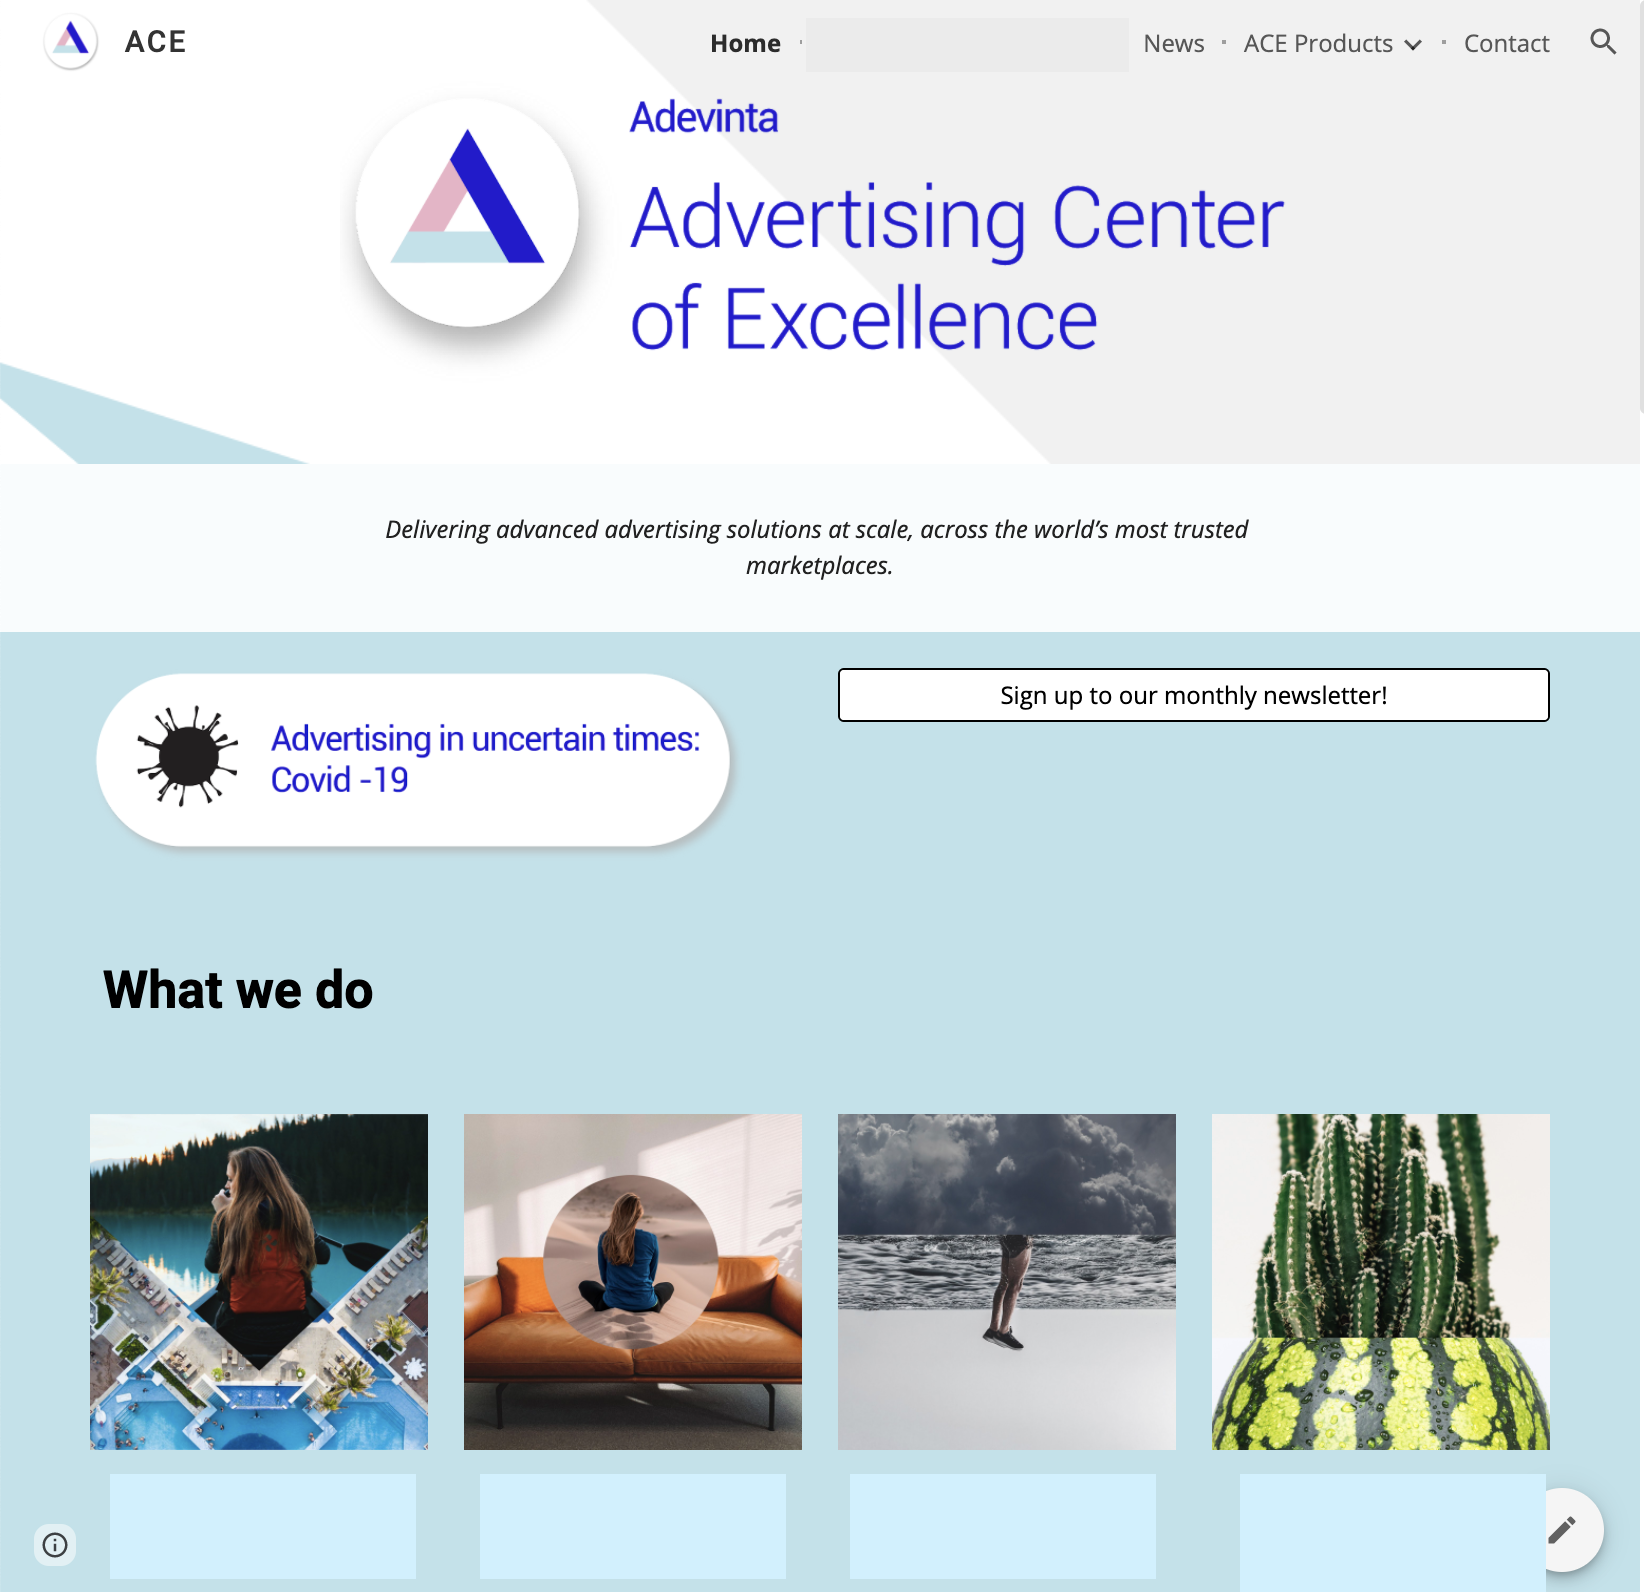 ACE
Home · News · ACE Products · Contact
Adevinta
Advertising Center
of Excellence
Delivering advanced advertising solutions at scale, across the world’s most trusted
marketplaces.
Advertising in uncertain times:
Covid -19
Sign up to our monthly newsletter!
What we do